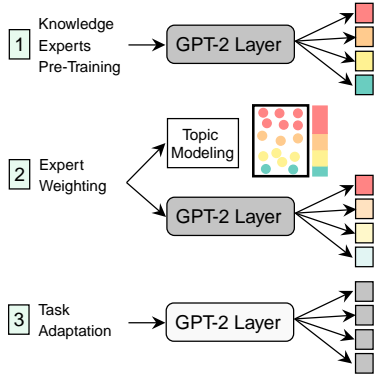 1
Knowledge
Experts
Pre-Training
GPT-2 Layer
2
Expert
Weighting
Topic
Modeling
GPT-2 Layer
3
Task
Adaptation
GPT-2 Layer